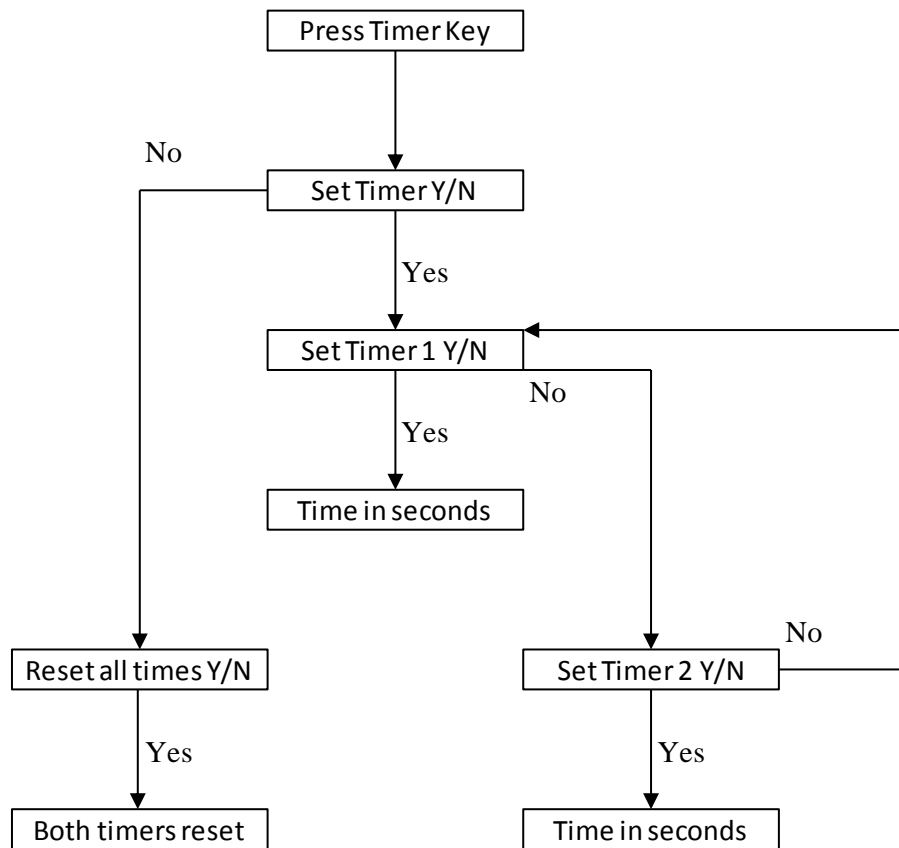 Press Timer Key
No
Set Timer Y/N
Yes
Set Timer 1 Y/N
No
Yes
Time in seconds
No
Reset all times Y/N
Set Timer 2 Y/N
Yes
Yes
Both timers reset
Time in seconds